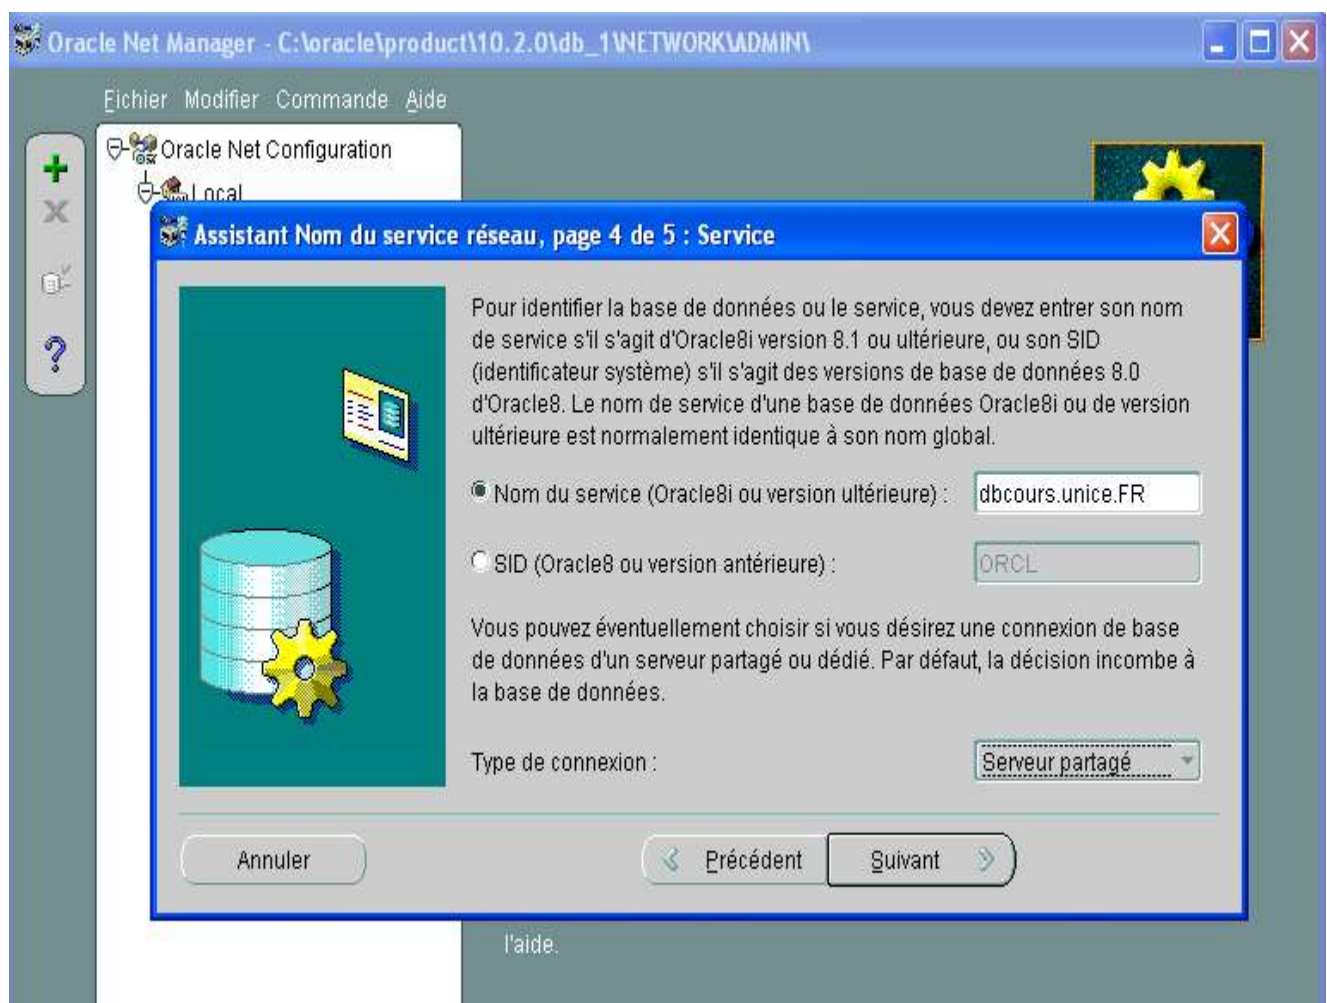 Oracle Net Manager - C:\oracle\product\10.2.0\db_1\NETWORK\ADMIN\
Fichier Modifier Commande Aide
Oracle Net Configuration
Local
Assistant Nom du service réseau, page 4 de 5 : Service
Pour identifier la base de données ou le service, vous devez entrer son nom
de service s'il s'agit d'Oracle8i version 8.1 ou ultérieure, ou son SID
(identificateur système) s'il s'agit des versions de base de données 8.0
d'Oracle8. Le nom de service d'une base de données Oracle8i ou de version
ultérieure est normalement identique à son nom global.
Nom du service (Oracle8i ou version ultérieure) : dbcours.unice.FR
SID (Oracle8 ou version antérieure) : ORCL
Vous pouvez éventuellement choisir si vous désirez une connexion de base
de données d'un serveur partagé ou dédié. Par défaut, la décision incombe à
la base de données.
Type de connexion : Serveur partagé
Annuler Précédent Suivant
l'aide.